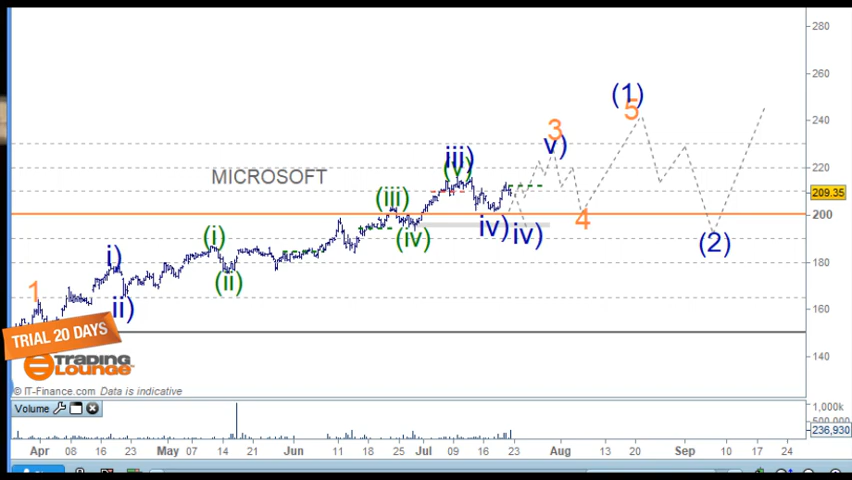 280
260
(1)
5
240
3
v)
iii)
(v)
220
MICROSOFT
(iii)
209.35
200
4
iv)
iv)
(i)
(iv)
(2)
i)
180
(ii)
1
ii)
160
TRIAL 20 DAYS
TRADING
LOUNGE
140
© IT-Finance.com Data is indicative
Volume
1,000k
236,930
Apr 08 16 23 May 08 14 21 Jun 11 18 25 Jul 09 16 23 Aug 13 20 Sep 10 17 24